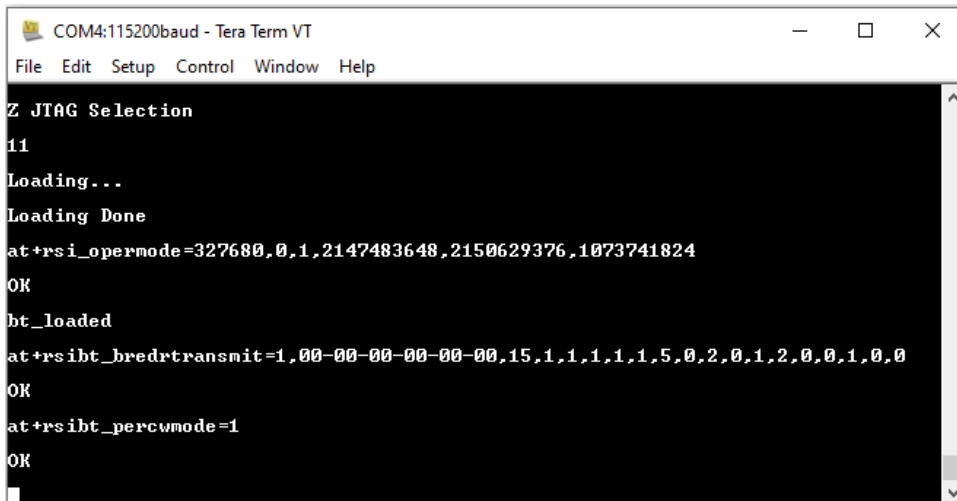 COM4:115200baud - Tera Term VT
File Edit Setup Control Window Help
Z JTAG Selection
11
Loading...
Loading Done
at+rsi_opermode=327680,0,1,2147483648,2150629376,1073741824
OK
bt_loaded
at+rsibt_bredrtransmit=1,00-00-00-00-00-00,15,1,1,1,1,1,5,0,2,0,1,2,0,0,1,0,0
OK
at+rsibt_percwmode=1
OK